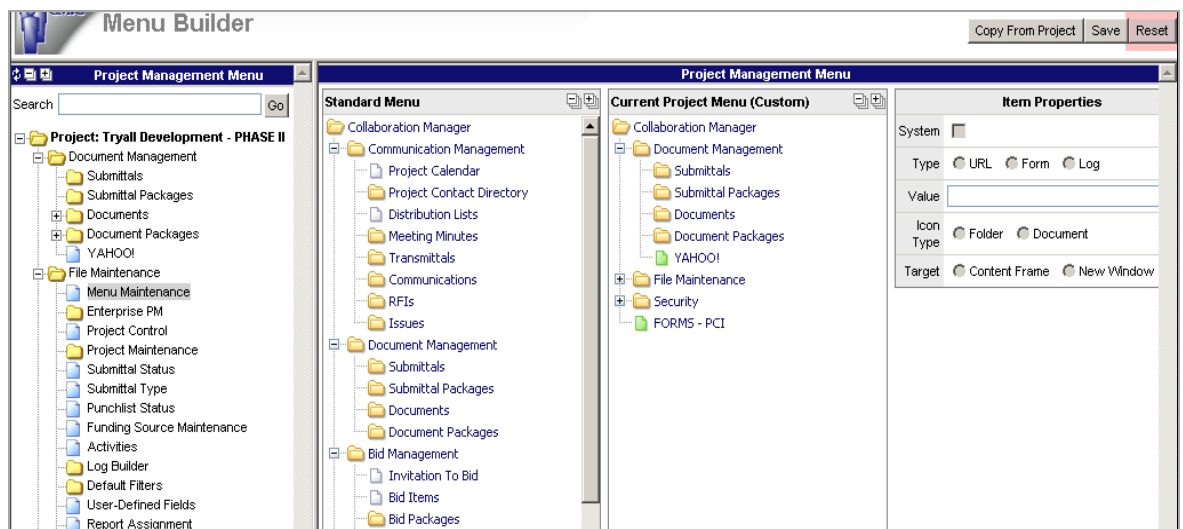 Menu Builder
Copy From Project Save Reset
Project Management Menu
Search Go
Project: Tryall Development - PHASE II
Document Management
Submittals
Submittal Packages
Documents
Document Packages
YAHOO!
File Maintenance
Menu Maintenance
Enterprise PM
Project Control
Project Maintenance
Submittal Status
Submittal Type
Punchlist Status
Funding Source Maintenance
Activities
Log Builder
Default Filters
User-Defined Fields
Report Assignment
Project Management Menu
Standard Menu
Collaboration Manager
Communication Management
Project Calendar
Project Contact Directory
Distribution Lists
Meeting Minutes
Transmittals
Communications
RFIs
Issues
Document Management
Submittals
Submittal Packages
Documents
Document Packages
Bid Management
Invitation To Bid
Bid Items
Bid Packages
Current Project Menu (Custom)
Collaboration Manager
Document Management
Submittals
Submittal Packages
Documents
Document Packages
YAHOO!
File Maintenance
Security
FORMS - PCI
Item Properties
System
Type URL Form Log
Value
Icon Type Folder Document
Target Content Frame New Window